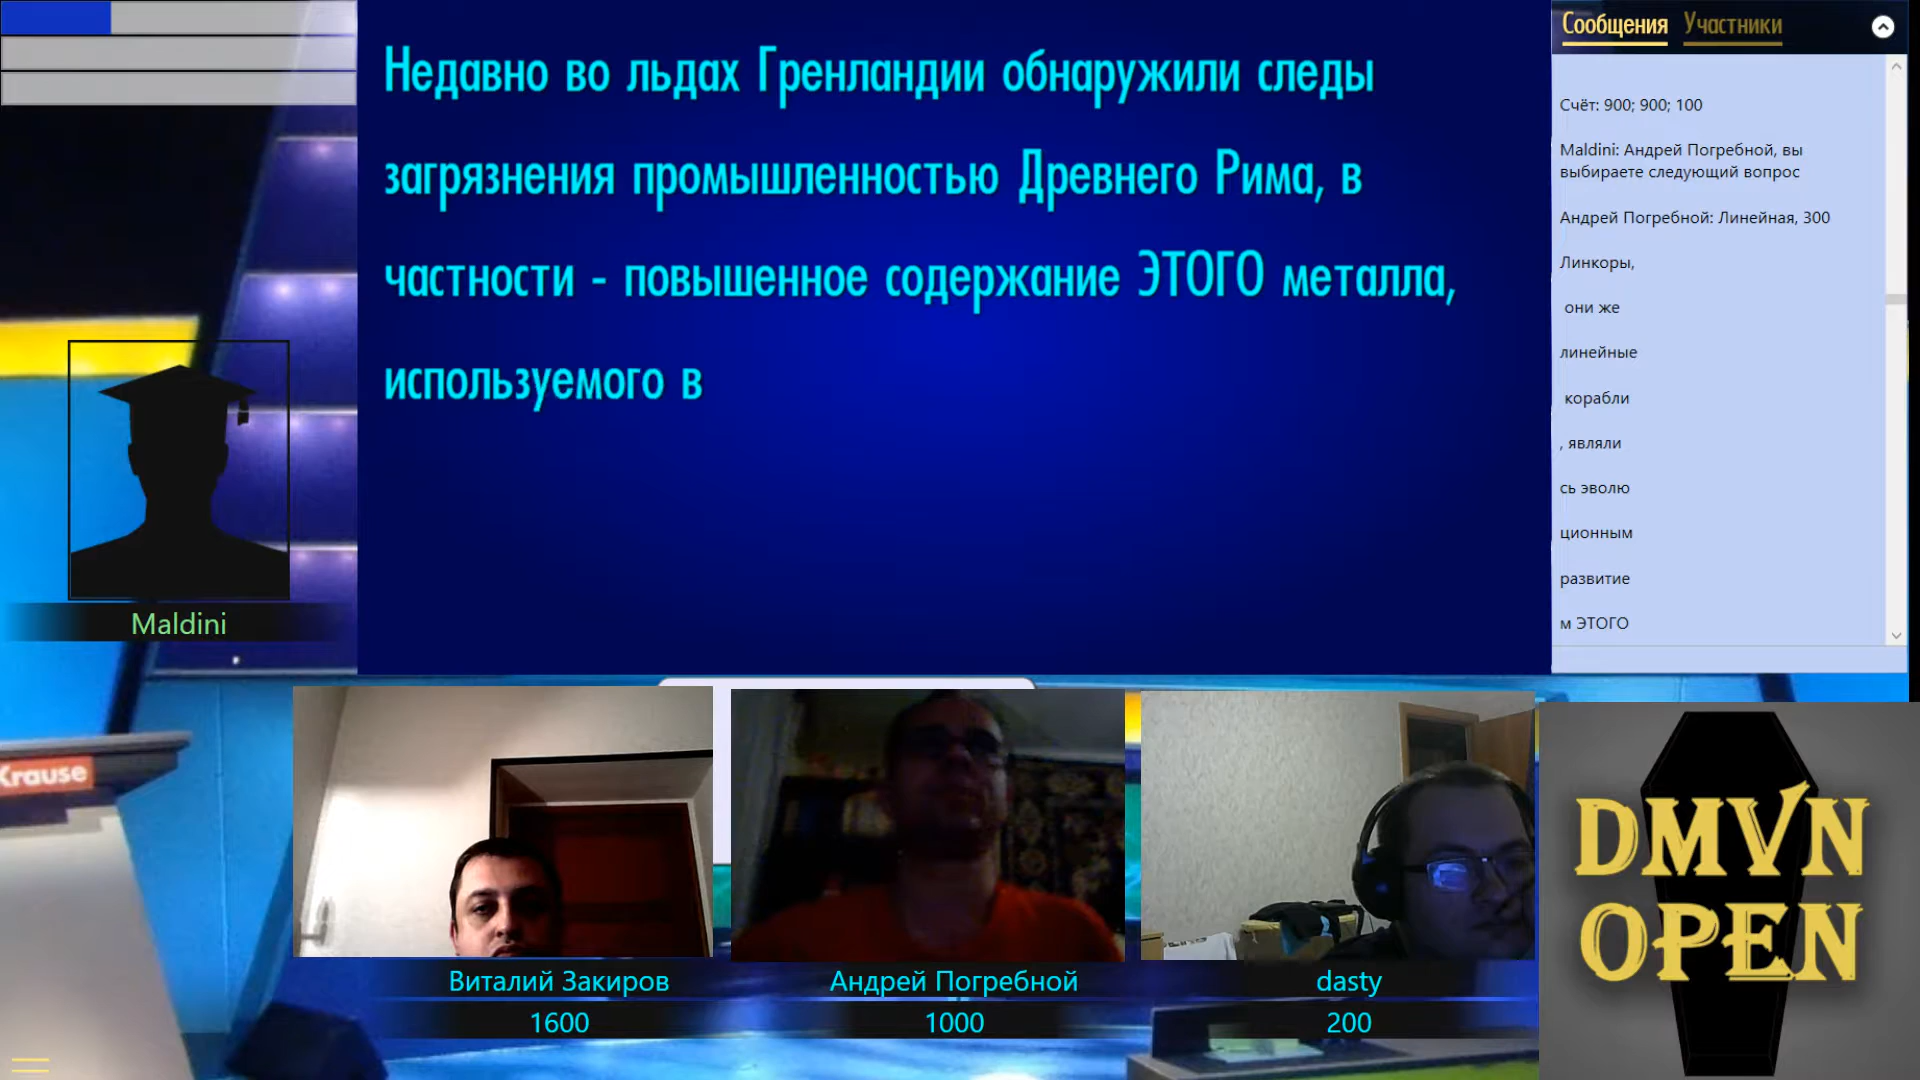 Недавно во льдах Гренландии обнаружили следы
загрязнения промышленностью Древнего Рима, в
частности - повышенное содержание ЭТОГО металла,
используемого в
Сообщения Участники
Счёт: 900; 900; 100
Maldini: Андрей Погребной, вы
выбираете следующий вопрос
Андрей Погребной: Линейная, 300
Линкоры,
они же
линейные
корабли
, являли
сь эволю
ционным
развитие
м ЭТОГО
Maldini
Krause
Виталий Закиров
1600
Андрей Погребной
1000
dasty
200
DMVN
OPEN